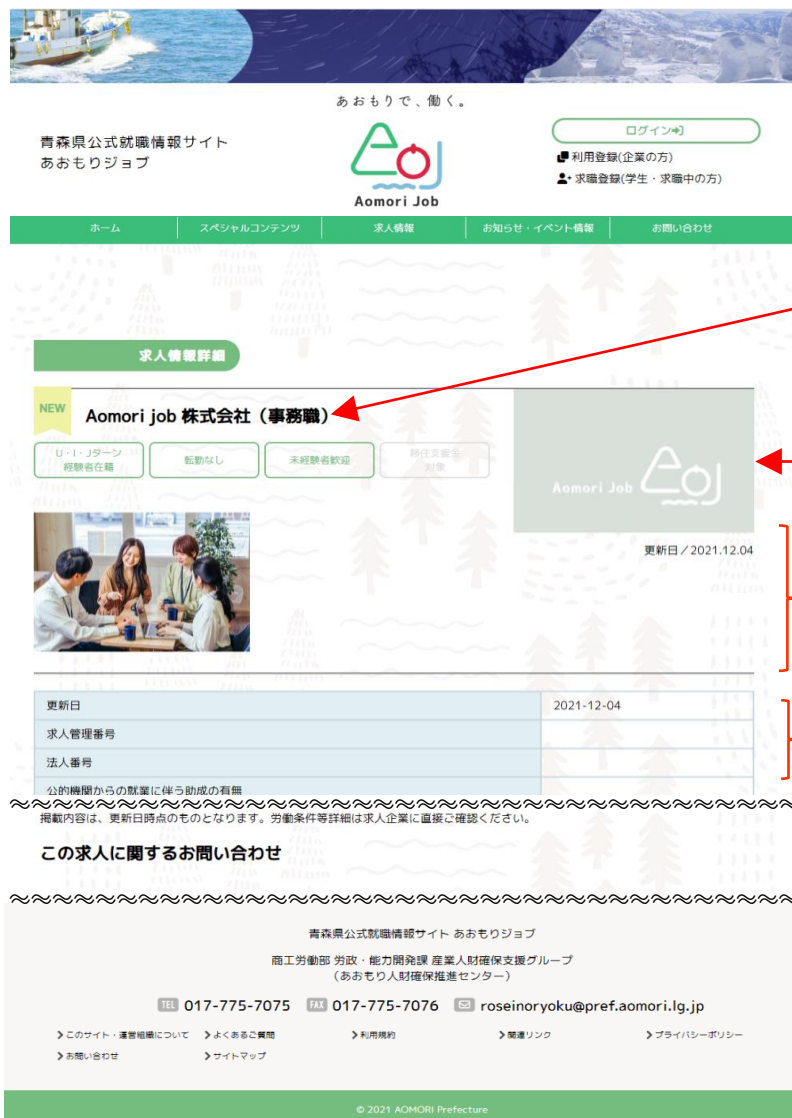 あおもりで、働く。
青森県公式就職情報サイト
あおもりジョブ
Aomori Job
ログイン
利用登録(企業の方)
求職登録(学生・求職中の方)
ホーム
スペシャルコンテンツ
求人情報
お知らせ・イベント情報
お問い合わせ
求人情報詳細
NEW
Aomori job 株式会社（事務職）
U・I・Jターン
経験者在籍
転勤なし
未経験者歓迎
移住支援金
対象
Aomori Job
更新日／2021.12.04
更新日 2021-12-04
求人管理番号
法人番号
公的機関からの就業に伴う助成の有無
掲載内容は、更新日時点のものとなります。労働条件等詳細は求人企業に直接ご確認ください。
この求人に関するお問い合わせ
青森県公式就職情報サイト あおもりジョブ
商工労働部 労政・能力開発課 産業人財確保支援グループ
（あおもり人財確保推進センター）
TEL 017-775-7075 FAX 017-775-7076 roseinoryoku@pref.aomori.lg.jp
このサイト・運営組織について
よくあるご質問
利用規約
関連リンク
プライバシーポリシー
お問い合わせ
サイトマップ
© 2021 AOMORI Prefecture